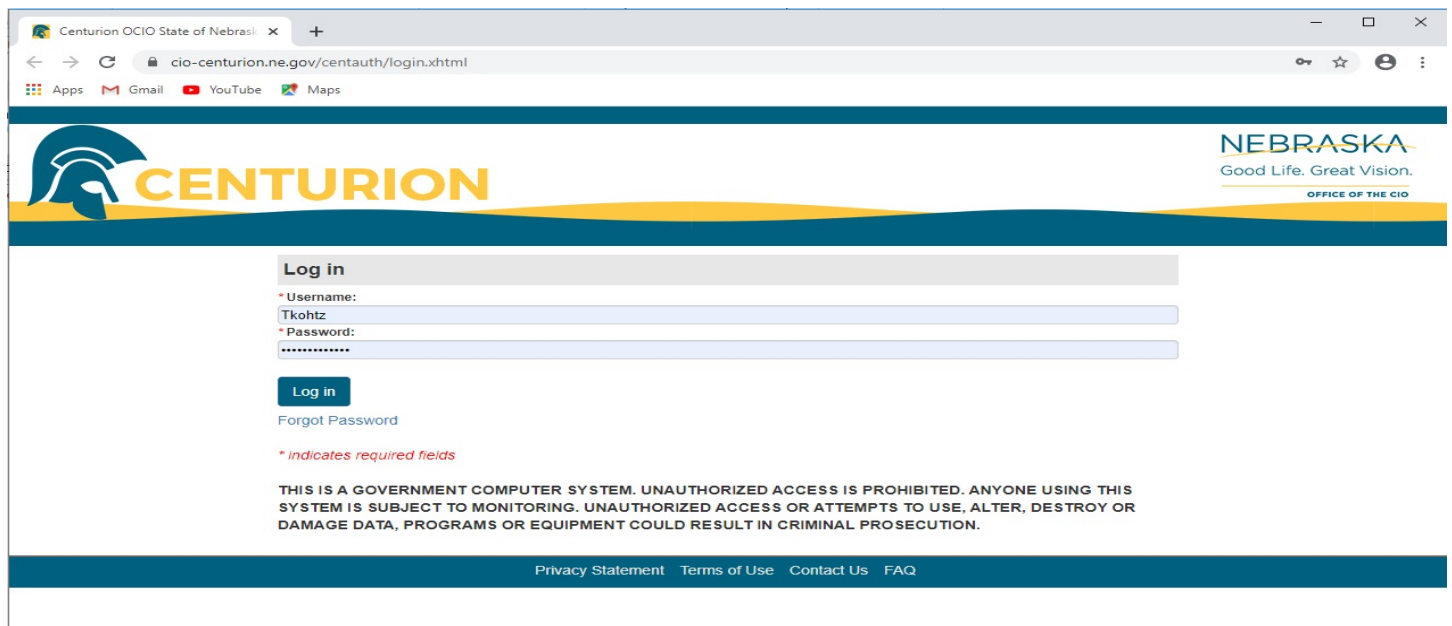 Centurion OCIO State of Nebrask
cio-centurion.ne.gov/centauth/login.xhtml
Apps Gmail YouTube Maps
CENTURION
NEBRASKA
Good Life. Great Vision.
OFFICE OF THE CIO
Log in
* Username:
Tkohtz
* Password:
•••••••••••••
Log in
Forgot Password
* indicates required fields
THIS IS A GOVERNMENT COMPUTER SYSTEM. UNAUTHORIZED ACCESS IS PROHIBITED. ANYONE USING THIS
SYSTEM IS SUBJECT TO MONITORING. UNAUTHORIZED ACCESS OR ATTEMPTS TO USE, ALTER, DESTROY OR
DAMAGE DATA, PROGRAMS OR EQUIPMENT COULD RESULT IN CRIMINAL PROSECUTION.
Privacy Statement Terms of Use Contact Us FAQ